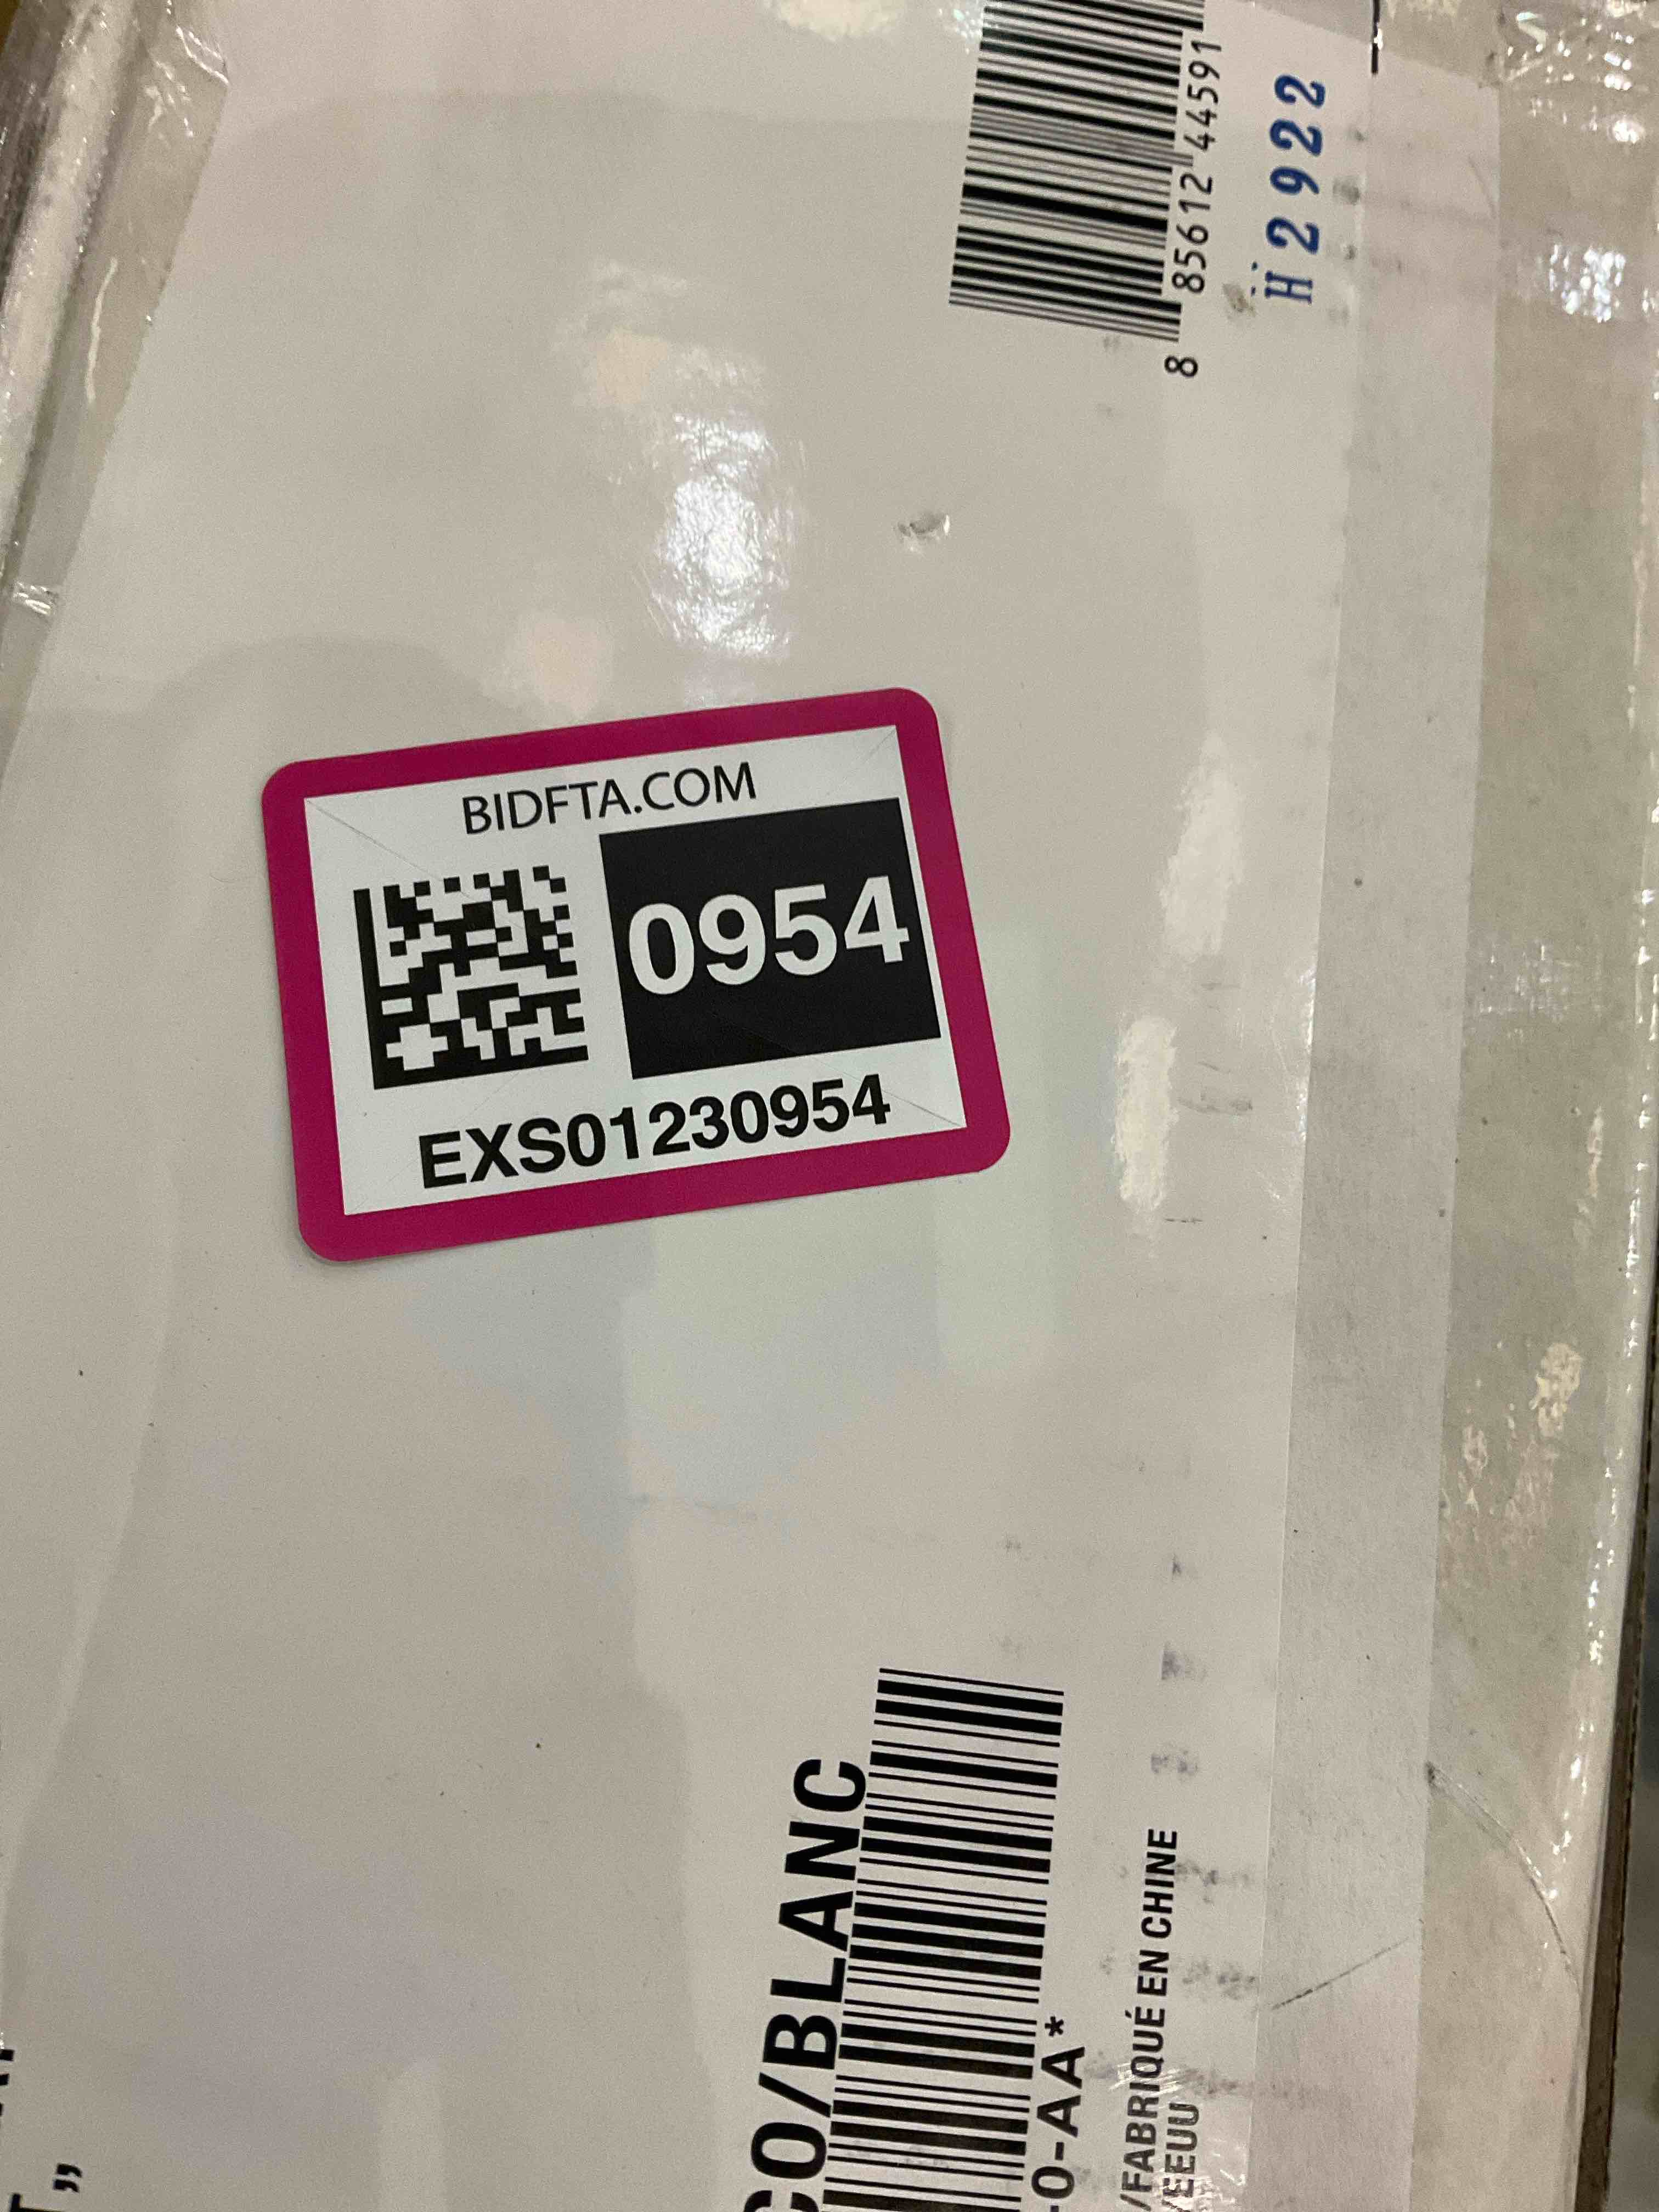 8 85612 44591
H2922
BIDFTA.COM
0954
EXS01230954
CO/BLANC
0-AA*
/FABRIQUÉ EN CHINE
/EEUU